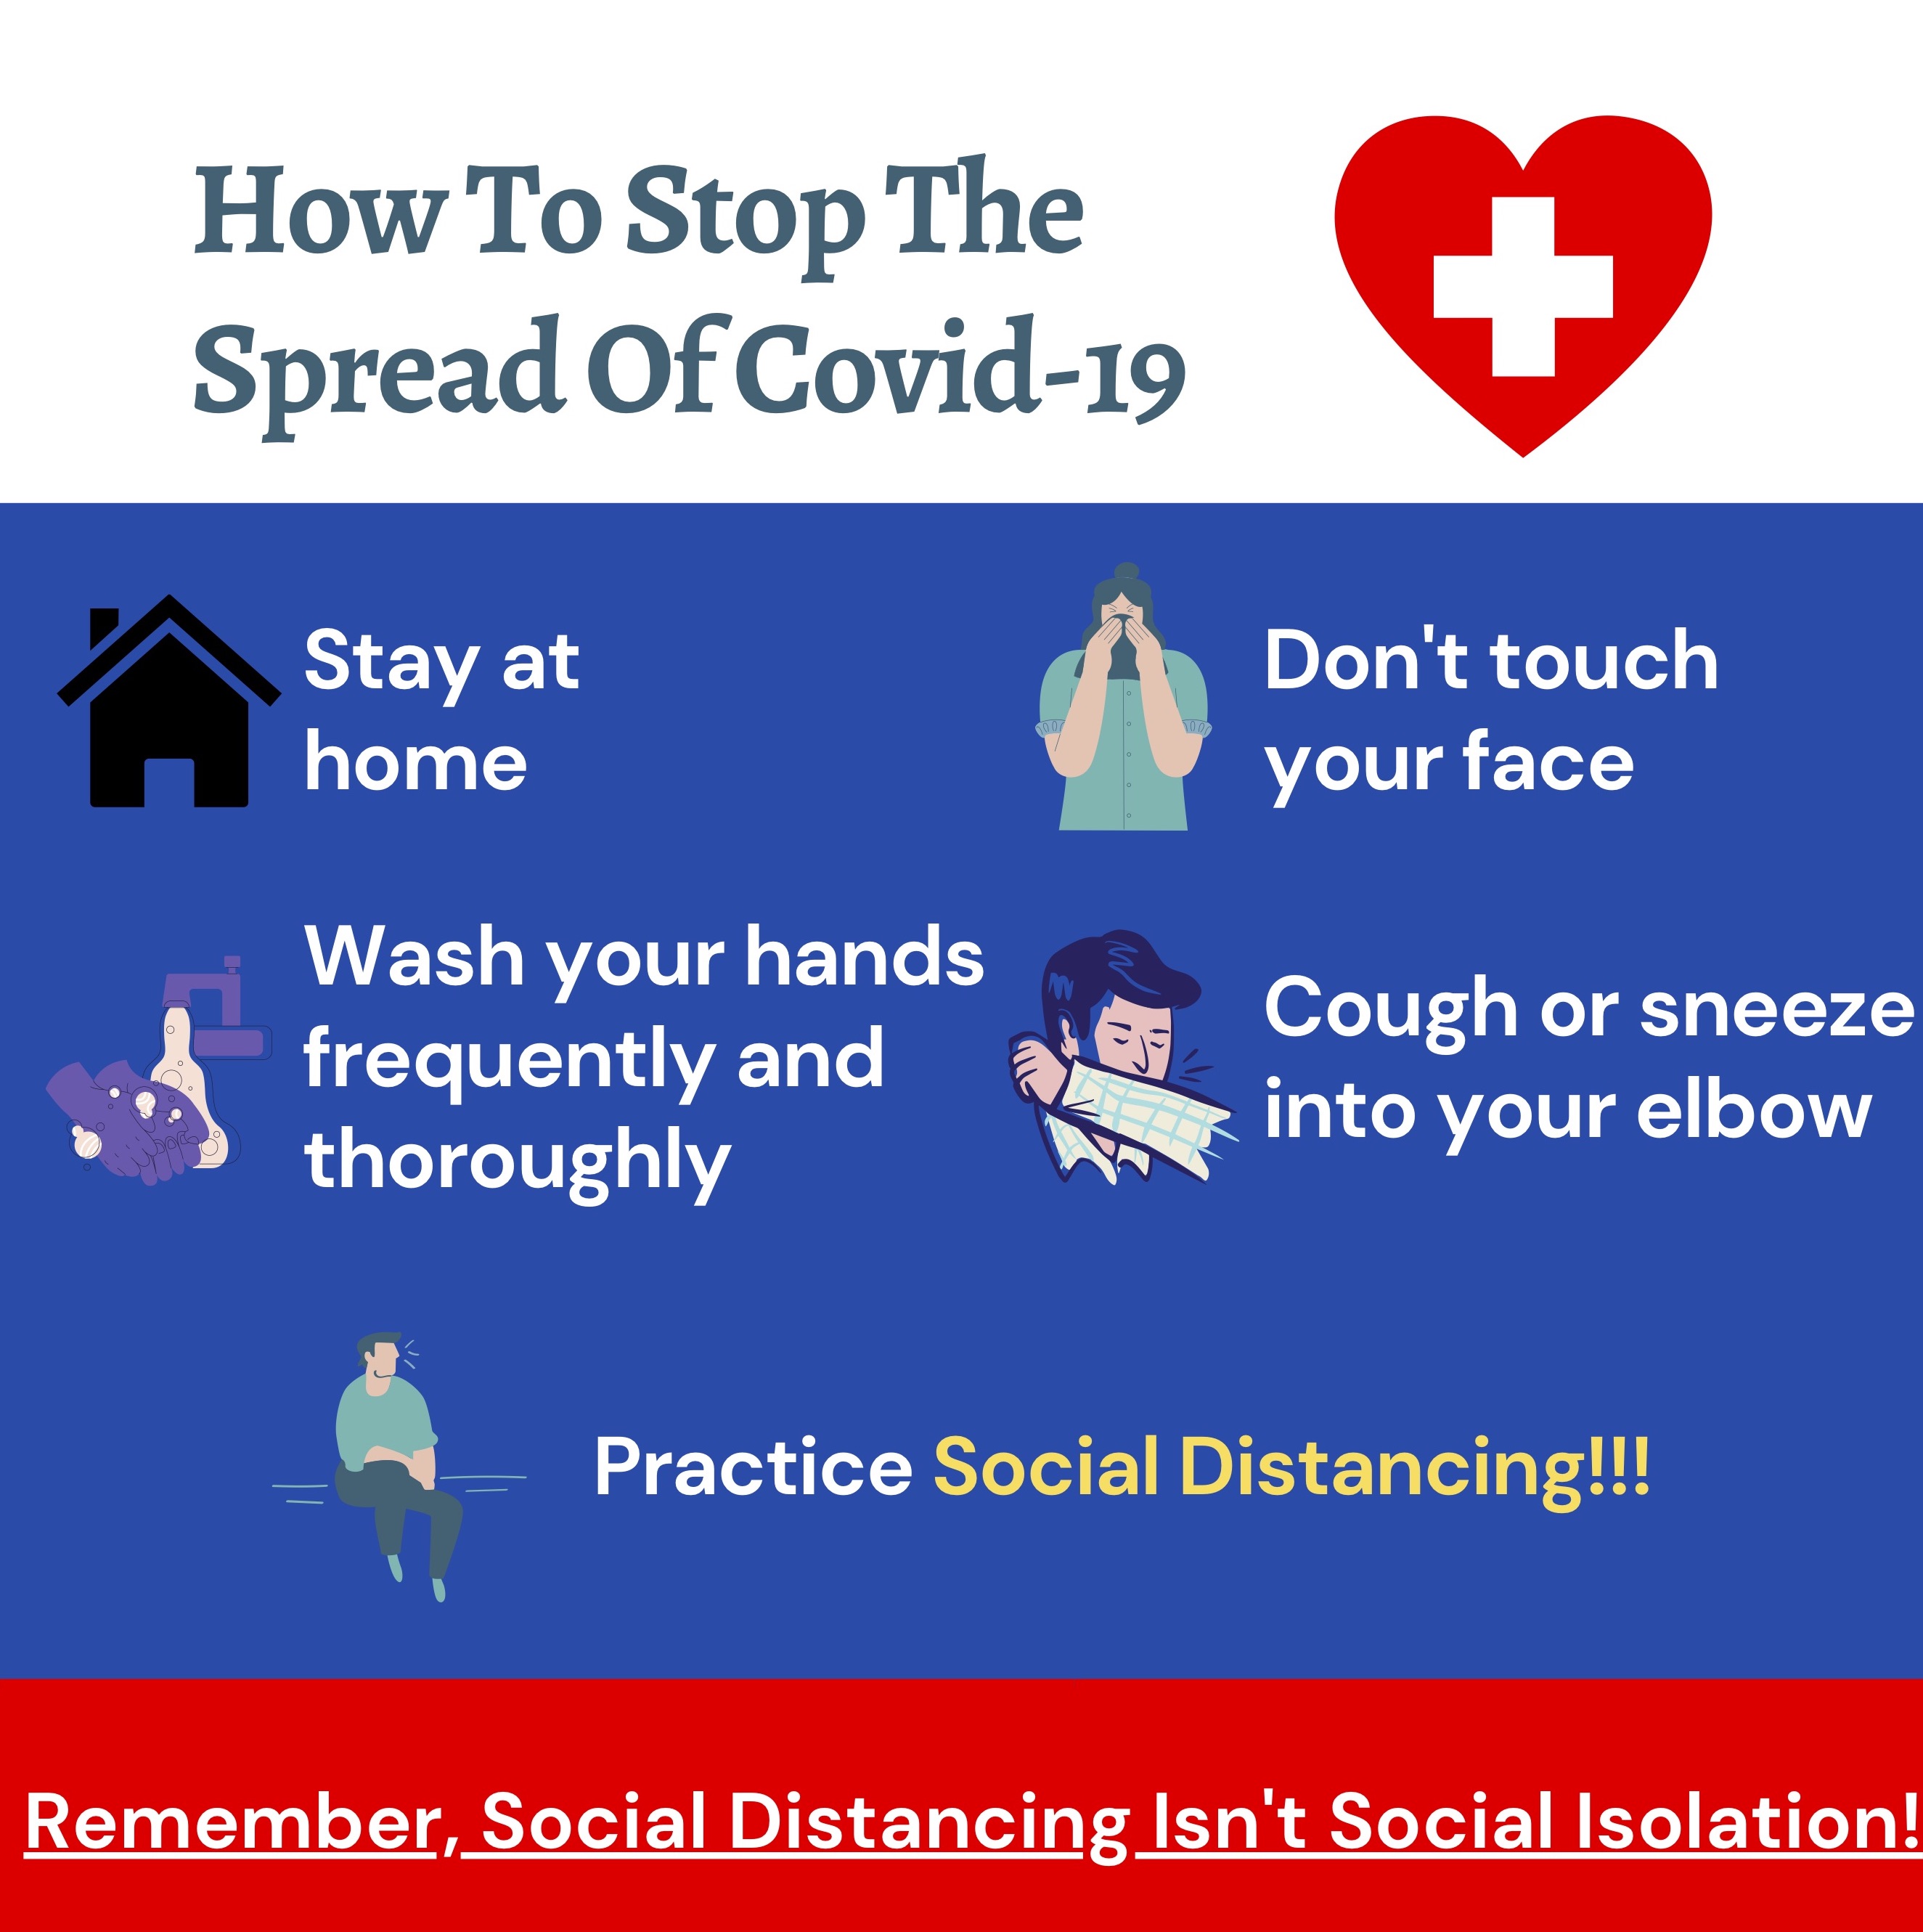 How To Stop The
Spread Of Covid-19
Stay at
home
Don't touch
your face
Wash your hands
frequently and
thoroughly
Cough or sneeze
into your elbow
Practice Social Distancing!!!
Remember, Social Distancing Isn't Social Isolation!